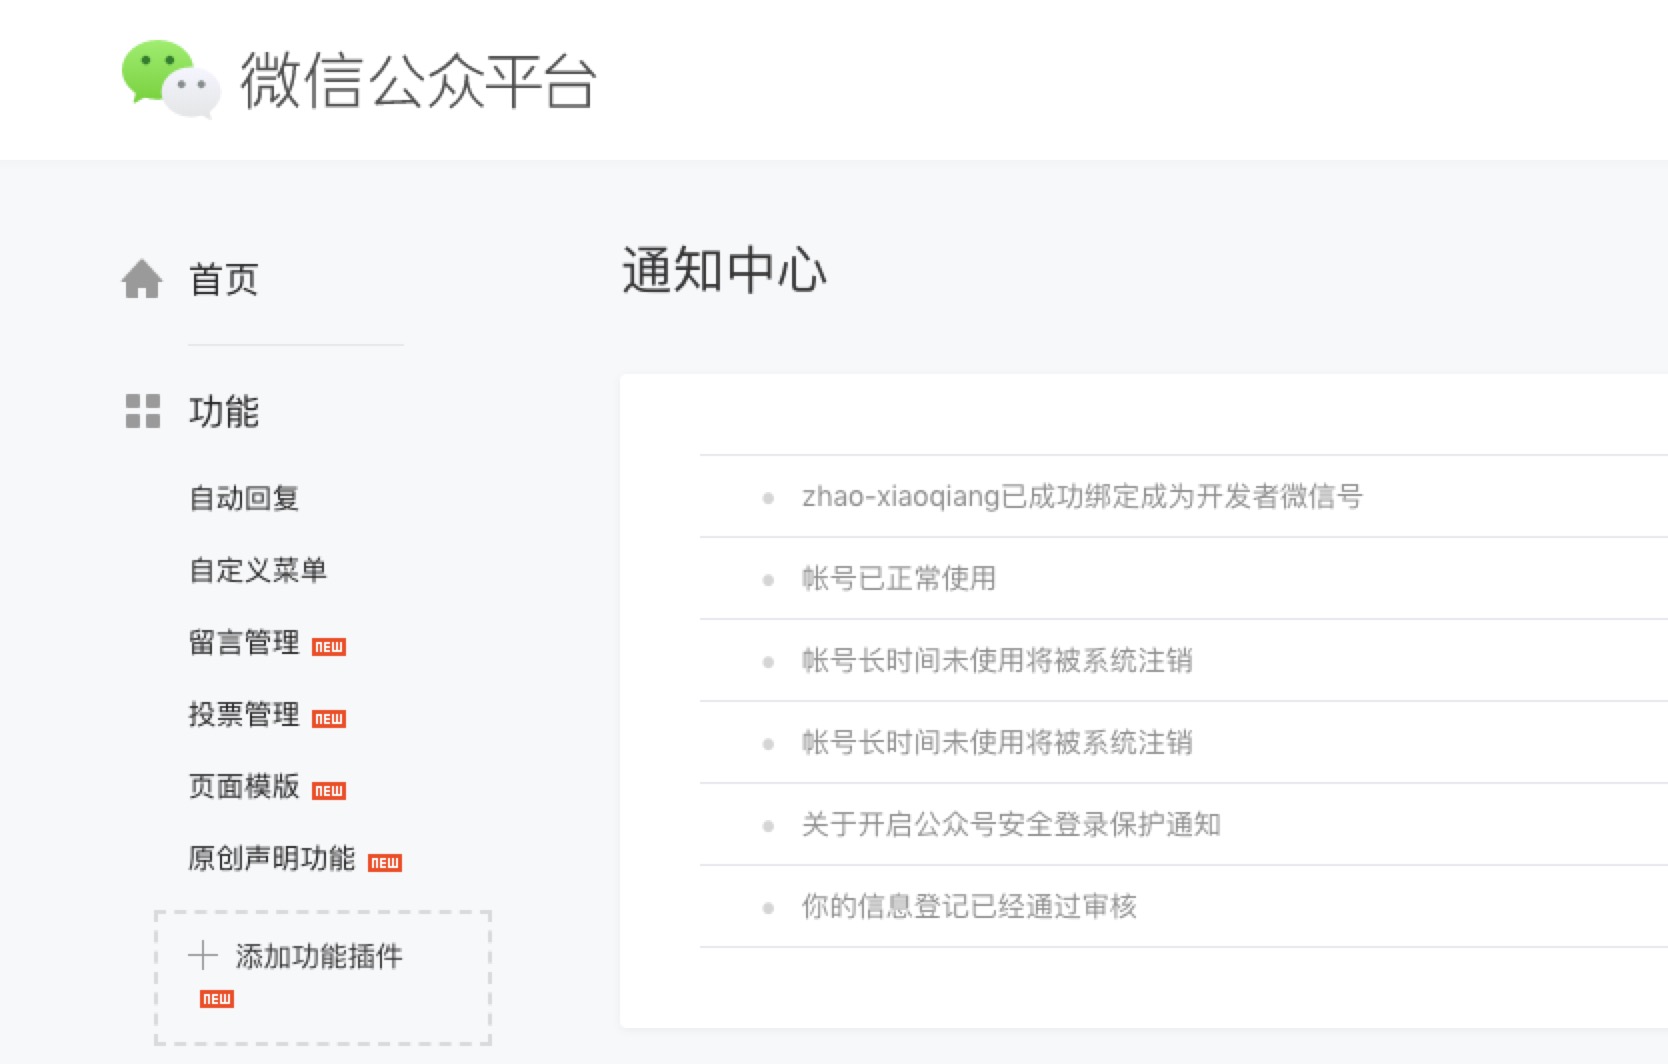 微信公众平台
首页
功能
自动回复
自定义菜单
留言管理 NEW
投票管理 NEW
页面模版 NEW
原创声明功能 NEW
添加功能插件
NEW
通知中心
zhao-xiaoqiang已成功绑定成为开发者微信号
帐号已正常使用
帐号长时间未使用将被系统注销
帐号长时间未使用将被系统注销
关于开启公众号安全登录保护通知
你的信息登记已经通过审核